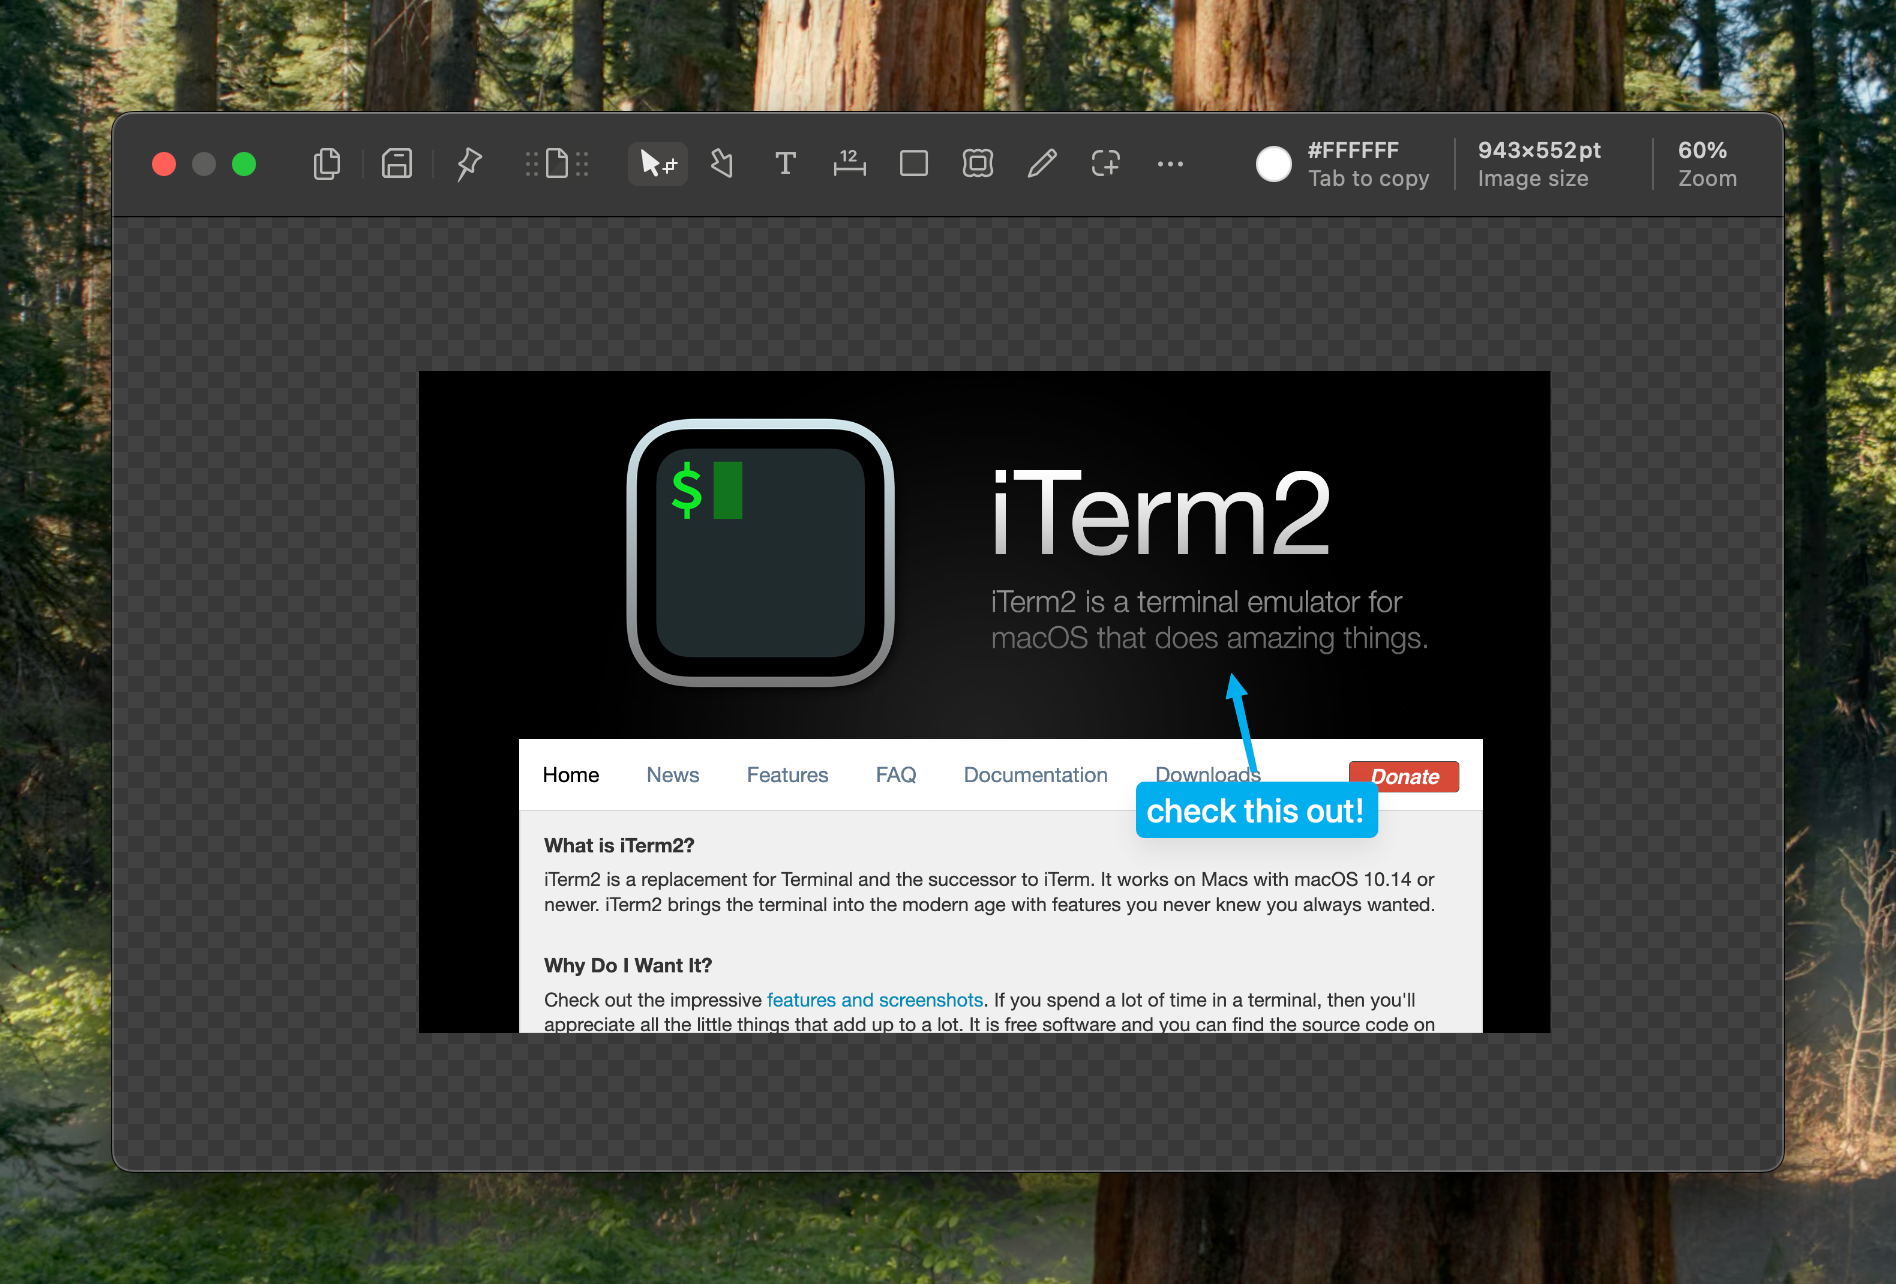 T
12
#FFFFFF
Tab to copy
943×552pt
Image size
60%
Zoom
$
iTerm2
iTerm2 is a terminal emulator for
macOS that does amazing things.
Home
News
Features
FAQ
Documentation
Downloads
Donate
check this out!
What is iTerm2?
iTerm2 is a replacement for Terminal and the successor to iTerm. It works on Macs with macOS 10.14 or
newer. iTerm2 brings the terminal into the modern age with features you never knew you always wanted.
Why Do I Want It?
Check out the impressive features and screenshots. If you spend a lot of time in a terminal, then you'll
appreciate all the little things that add up to a lot. It is free software and you can find the source code on